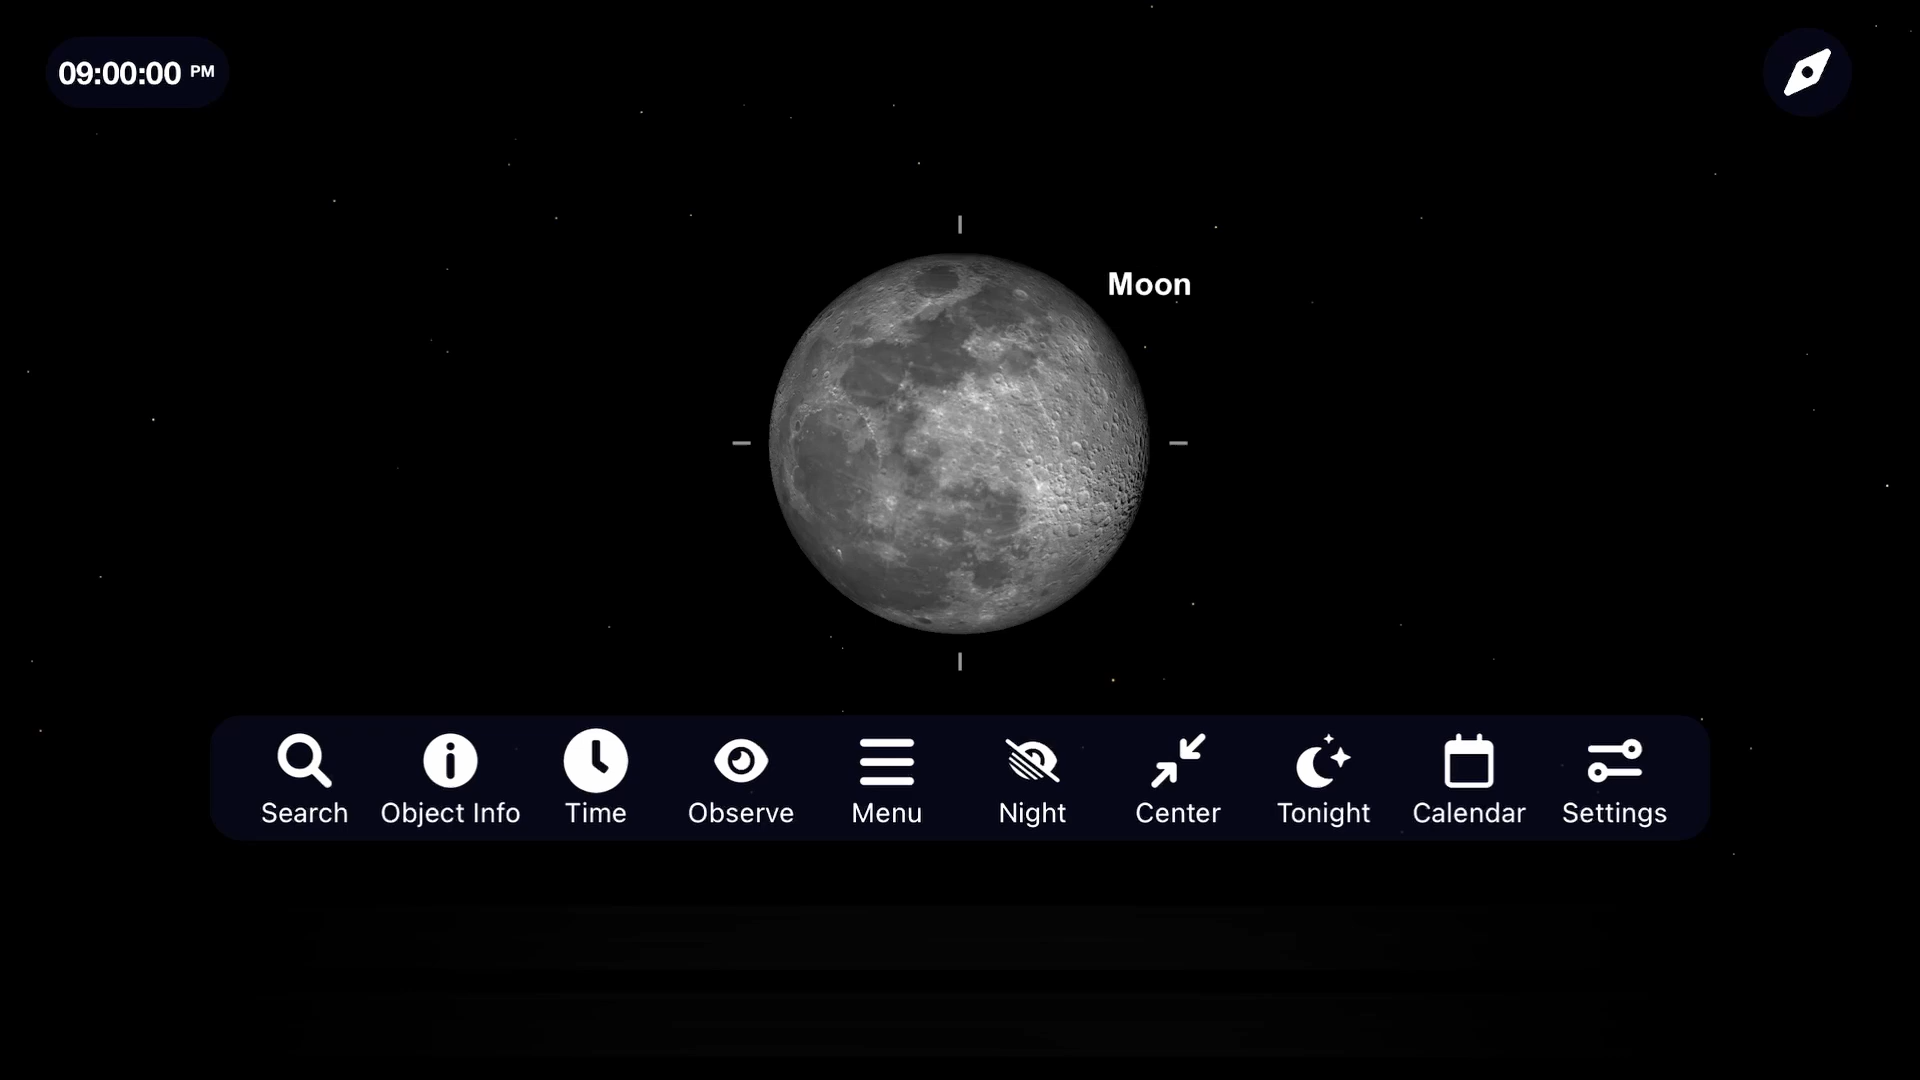 09:00:00 PM
Moon
Search
Object Info
Time
Observe
Menu
Night
Center
Tonight
Calendar
Settings